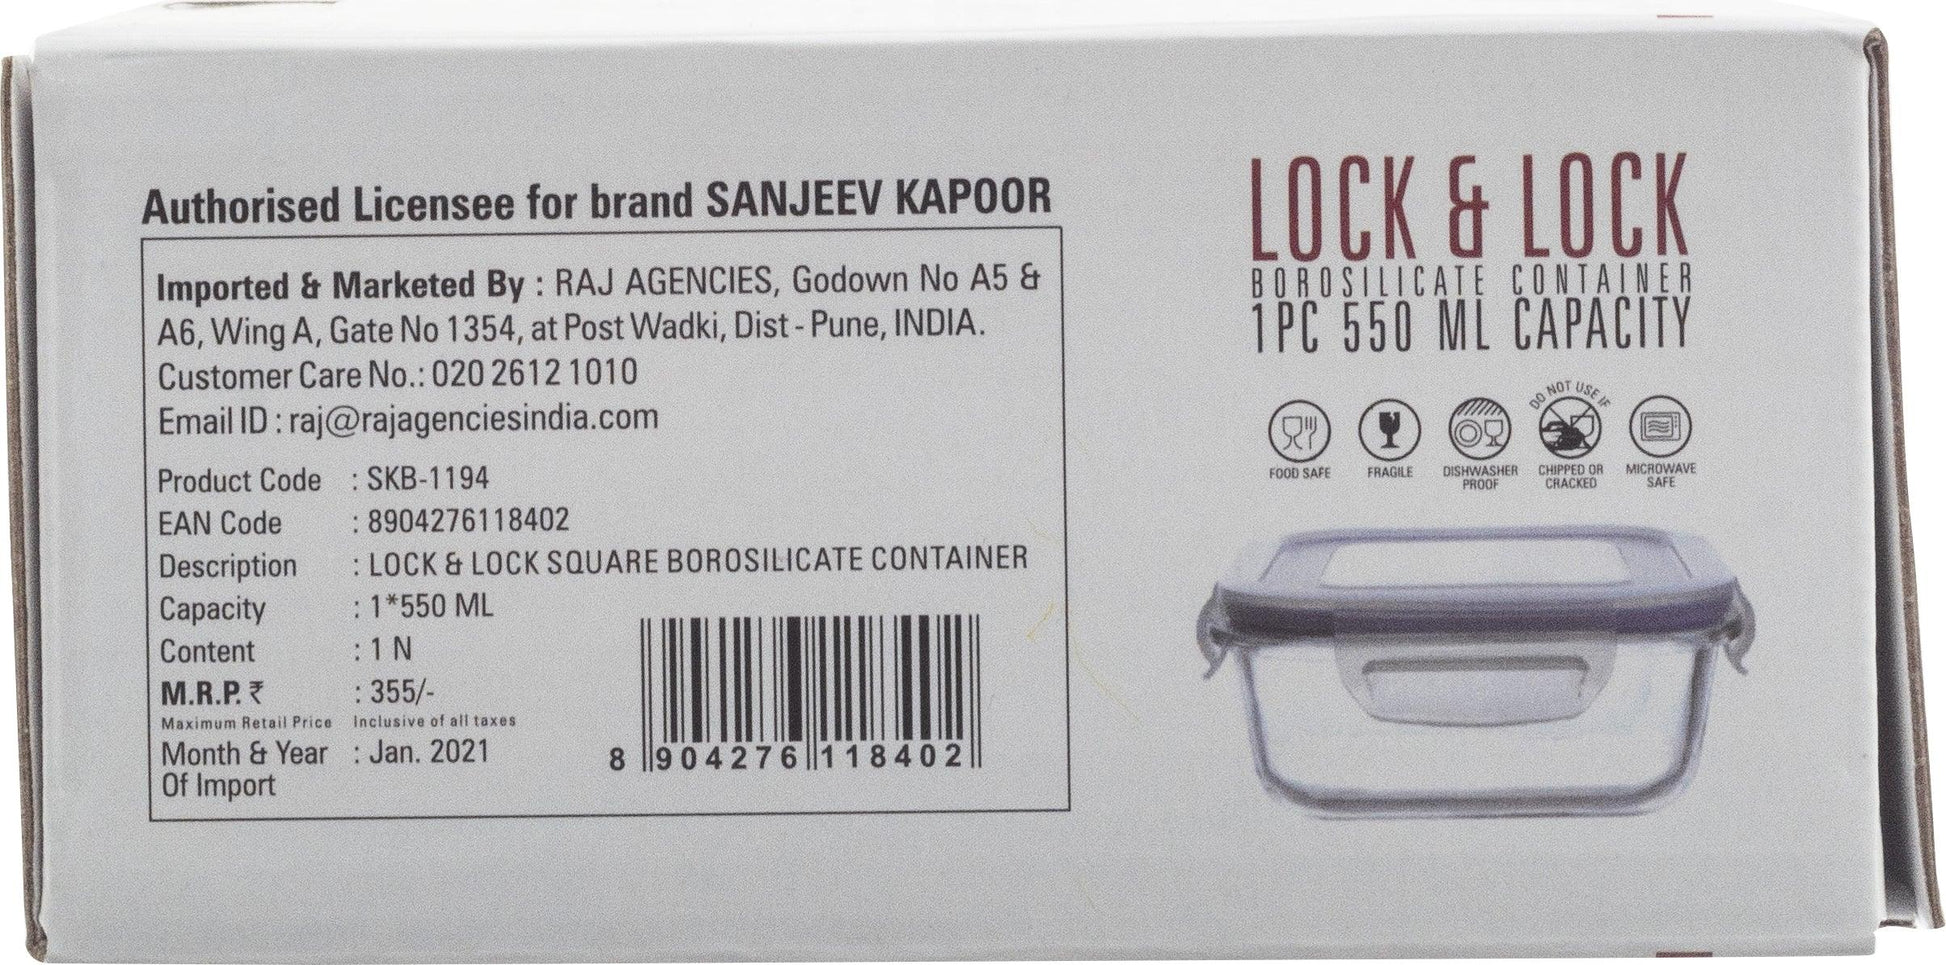 Authorised Licensee for brand SANJEEV KAPOOR
Imported & Marketed By : RAJ AGENCIES, Godown No A5 &
A6, Wing A, Gate No 1354, at Post Wadki, Dist - Pune, INDIA.
Customer Care No.: 020 2612 1010
Email ID : raj@rajagenciesindia.com
Product Code : SKB-1194
EAN Code : 8904276118402
Description : LOCK & LOCK SQUARE BOROSILICATE CONTAINER
Capacity : 1*550 ML
Content : 1 N
M.R.P. ₹ : 355/-
Maximum Retail Price Inclusive of all taxes
Month & Year : Jan. 2021
Of Import
8 904276 118402
LOCK & LOCK
BOROSILICATE CONTAINER
1PC 550 ML CAPACITY
FOOD SAFE
FRAGILE
DISHWASHER
PROOF
DO NOT USE IF
CHIPPED OR
CRACKED
MICROWAVE
SAFE